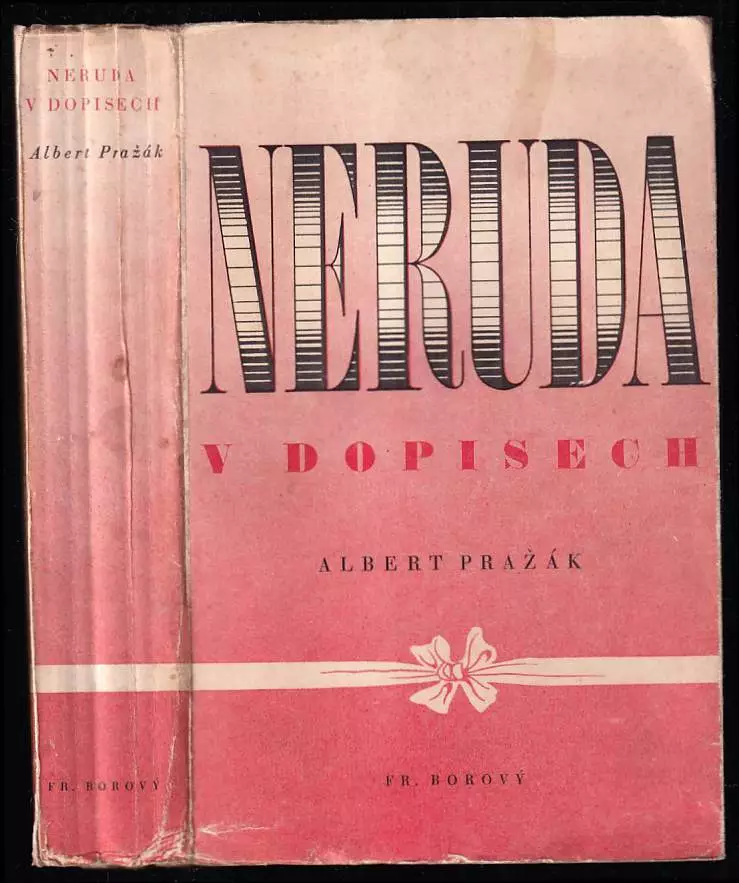 NERUDA
V DOPISECH
Albert Pražák
FR. BOROVÝ
NERUDA
V DOPISECH
ALBERT PRAŽÁK
FR. BOROVÝ